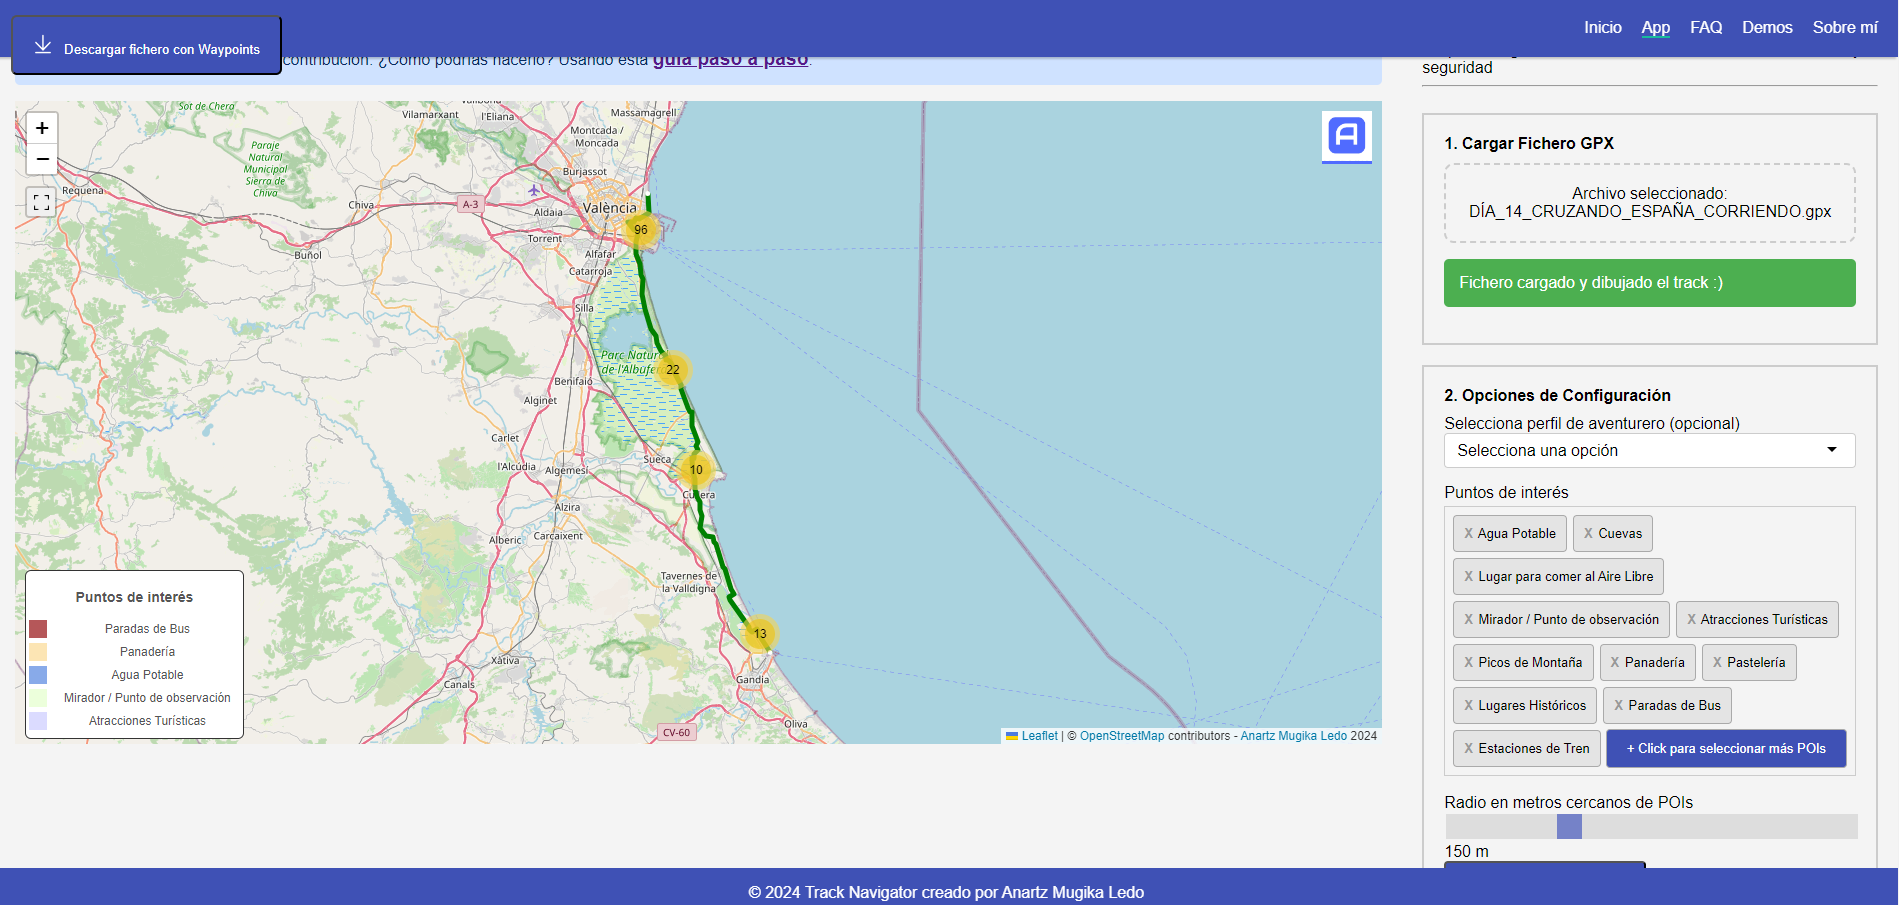 Descargar fichero con Waypoints
Inicio App FAQ Demos Sobre mí
contribución. ¿Cómo podrías hacerlo? Usando esta guía paso a paso.
seguridad
+
−
Sot de Chera
Vilamarxant
l'Eliana
Massamagrell
Montcada /
Moncada
Paraje
Natural
Municipal
Sierra de
Chiva
Burjassot
Requena
Chiva
A-3
Aldaia
València
96
Torrent
Buñol
Alfafar
Catarroja
Silla
Parc Natural
de l'Albufera
22
Benifaió
Alginet
Carlet
Sueca
l'Alcúdia
Algemesí
10
Cullera
Alzira
Carcaixent
Alberic
Tavernes de
la Valldigna
13
Xàtiva
Gandia
Canals
Oliva
CV-60
Puntos de interés
Paradas de Bus
Panadería
Agua Potable
Mirador / Punto de observación
Atracciones Turísticas
Leaflet | © OpenStreetMap contributors - Anartz Mugika Ledo 2024
1. Cargar Fichero GPX
Archivo seleccionado:
DÍA_14_CRUZANDO_ESPAÑA_CORRIENDO.gpx
Fichero cargado y dibujado el track :)
2. Opciones de Configuración
Selecciona perfil de aventurero (opcional)
Selecciona una opción
Puntos de interés
X Agua Potable X Cuevas
X Lugar para comer al Aire Libre
X Mirador / Punto de observación X Atracciones Turísticas
X Picos de Montaña X Panadería X Pastelería
X Lugares Históricos X Paradas de Bus
X Estaciones de Tren + Click para seleccionar más POIs
Radio en metros cercanos de POIs
150 m
© 2024 Track Navigator creado por Anartz Mugika Ledo